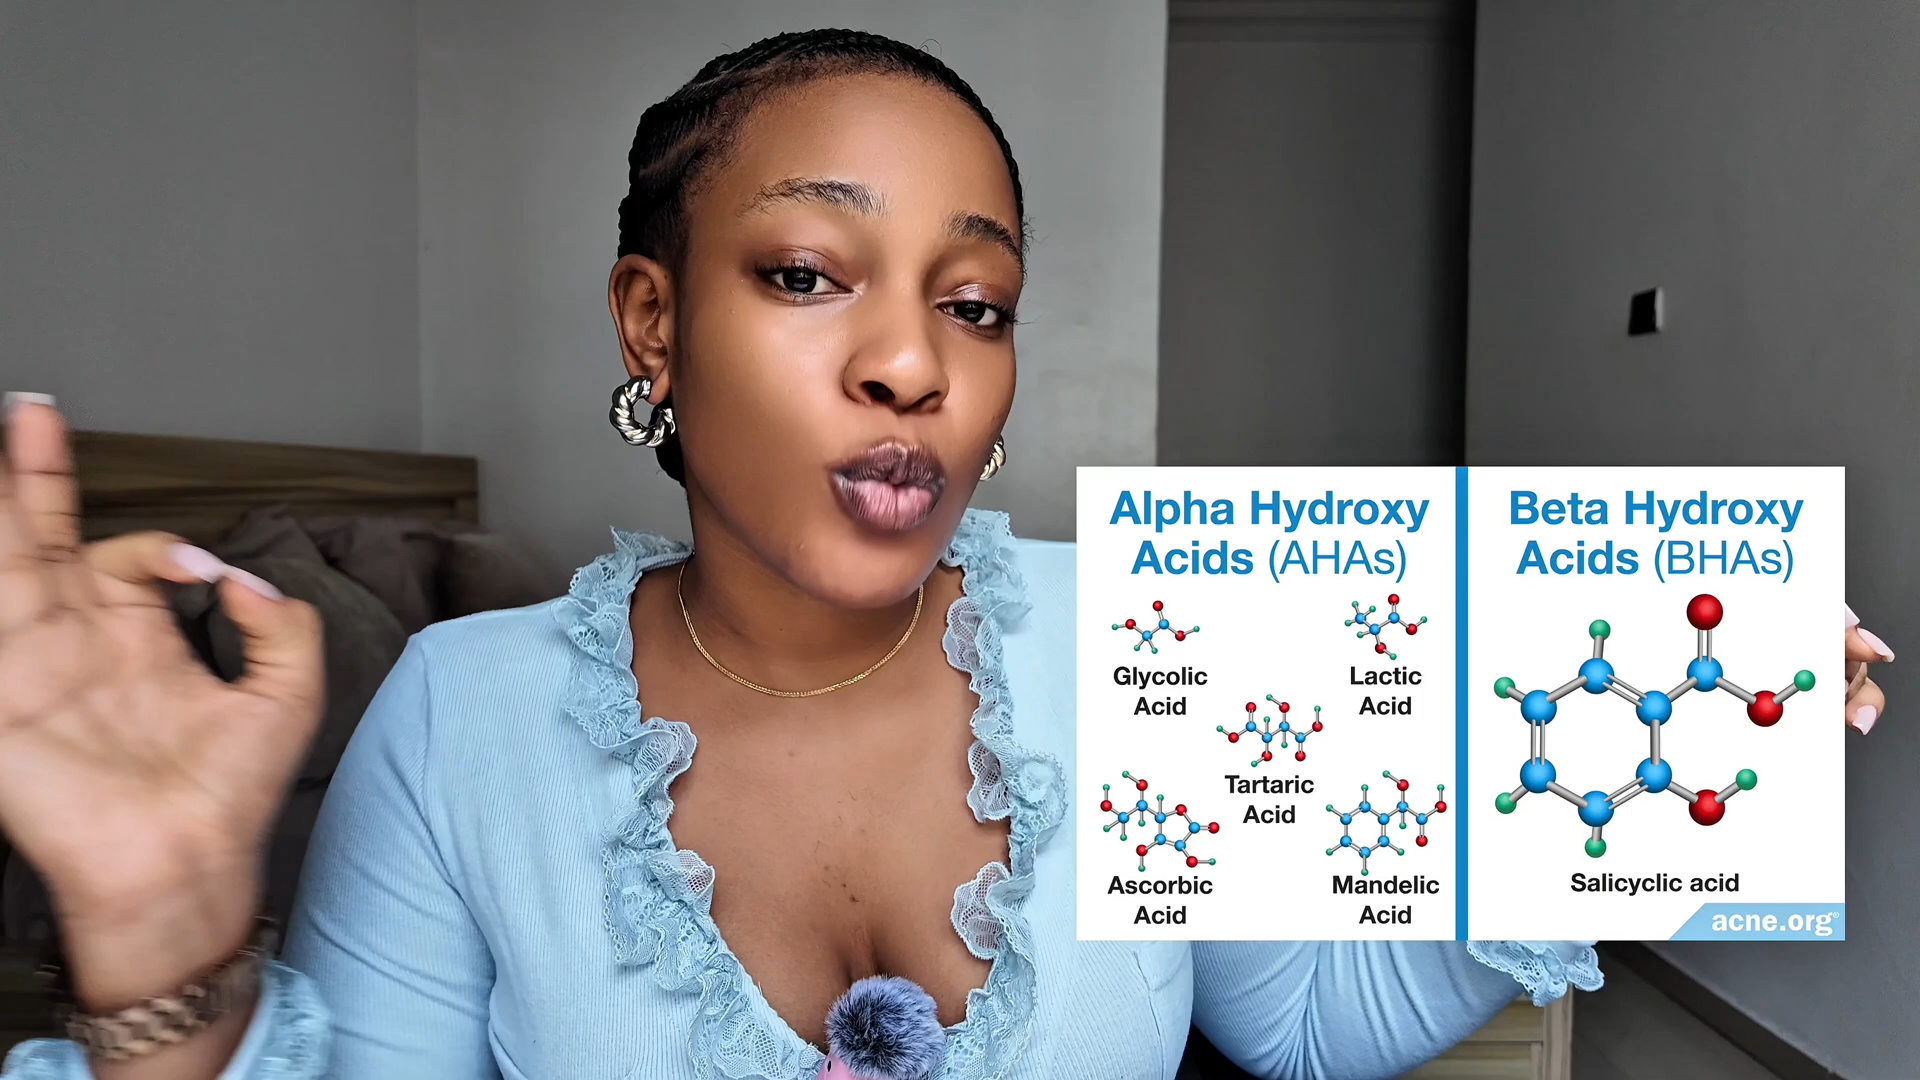 Alpha Hydroxy
Acids (AHAs)
Glycolic
Acid
Lactic
Acid
Tartaric
Acid
Ascorbic
Acid
Mandelic
Acid
Beta Hydroxy
Acids (BHAs)
Salicyclic acid
acne.org®